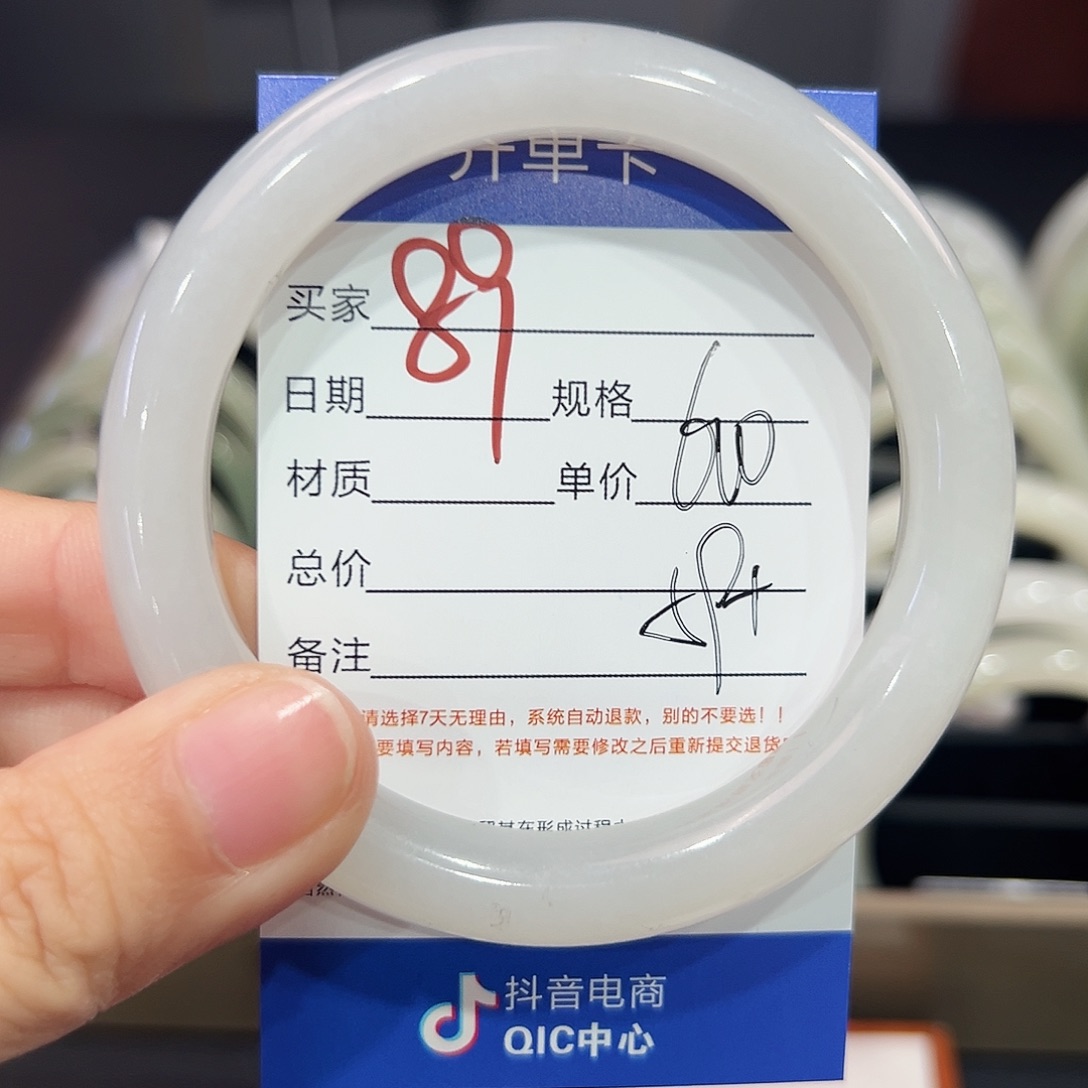 开单卡
买家 89
日期 规格
材质 单价 600
总价
备注
请选择7天无理由，系统自动退款，别的不要选！！
要填写内容，若填写需要修改之后重新提交退货
抖音电商
QIC中心